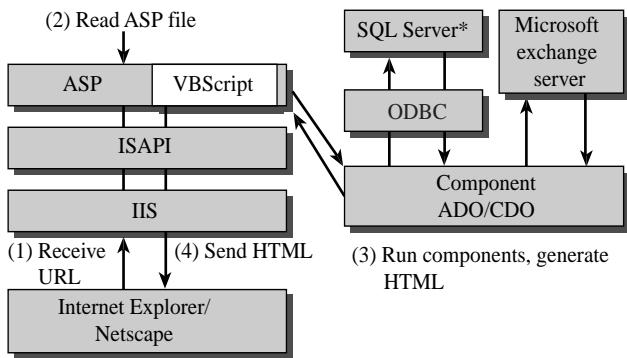 (2) Read ASP file
ASP
VBScript
ISAPI
IIS
(1) Receive
URL
(4) Send HTML
Internet Explorer/
Netscape
SQL Server*
ODBC
Microsoft
exchange
server
Component
ADO/CDO
(3) Run components, generate
HTML